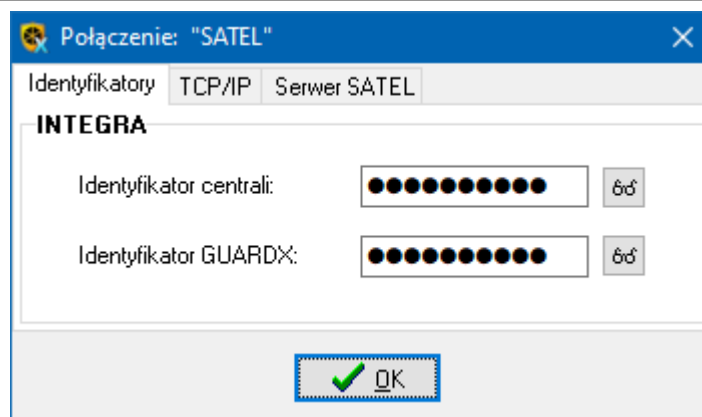 Połączenie: "SATEL"
Identyfikatory TCP/IP Serwer SATEL
INTEGRA
Identyfikator centrali: ●●●●●●●●●●
Identyfikator GUARDX: ●●●●●●●●●●
OK